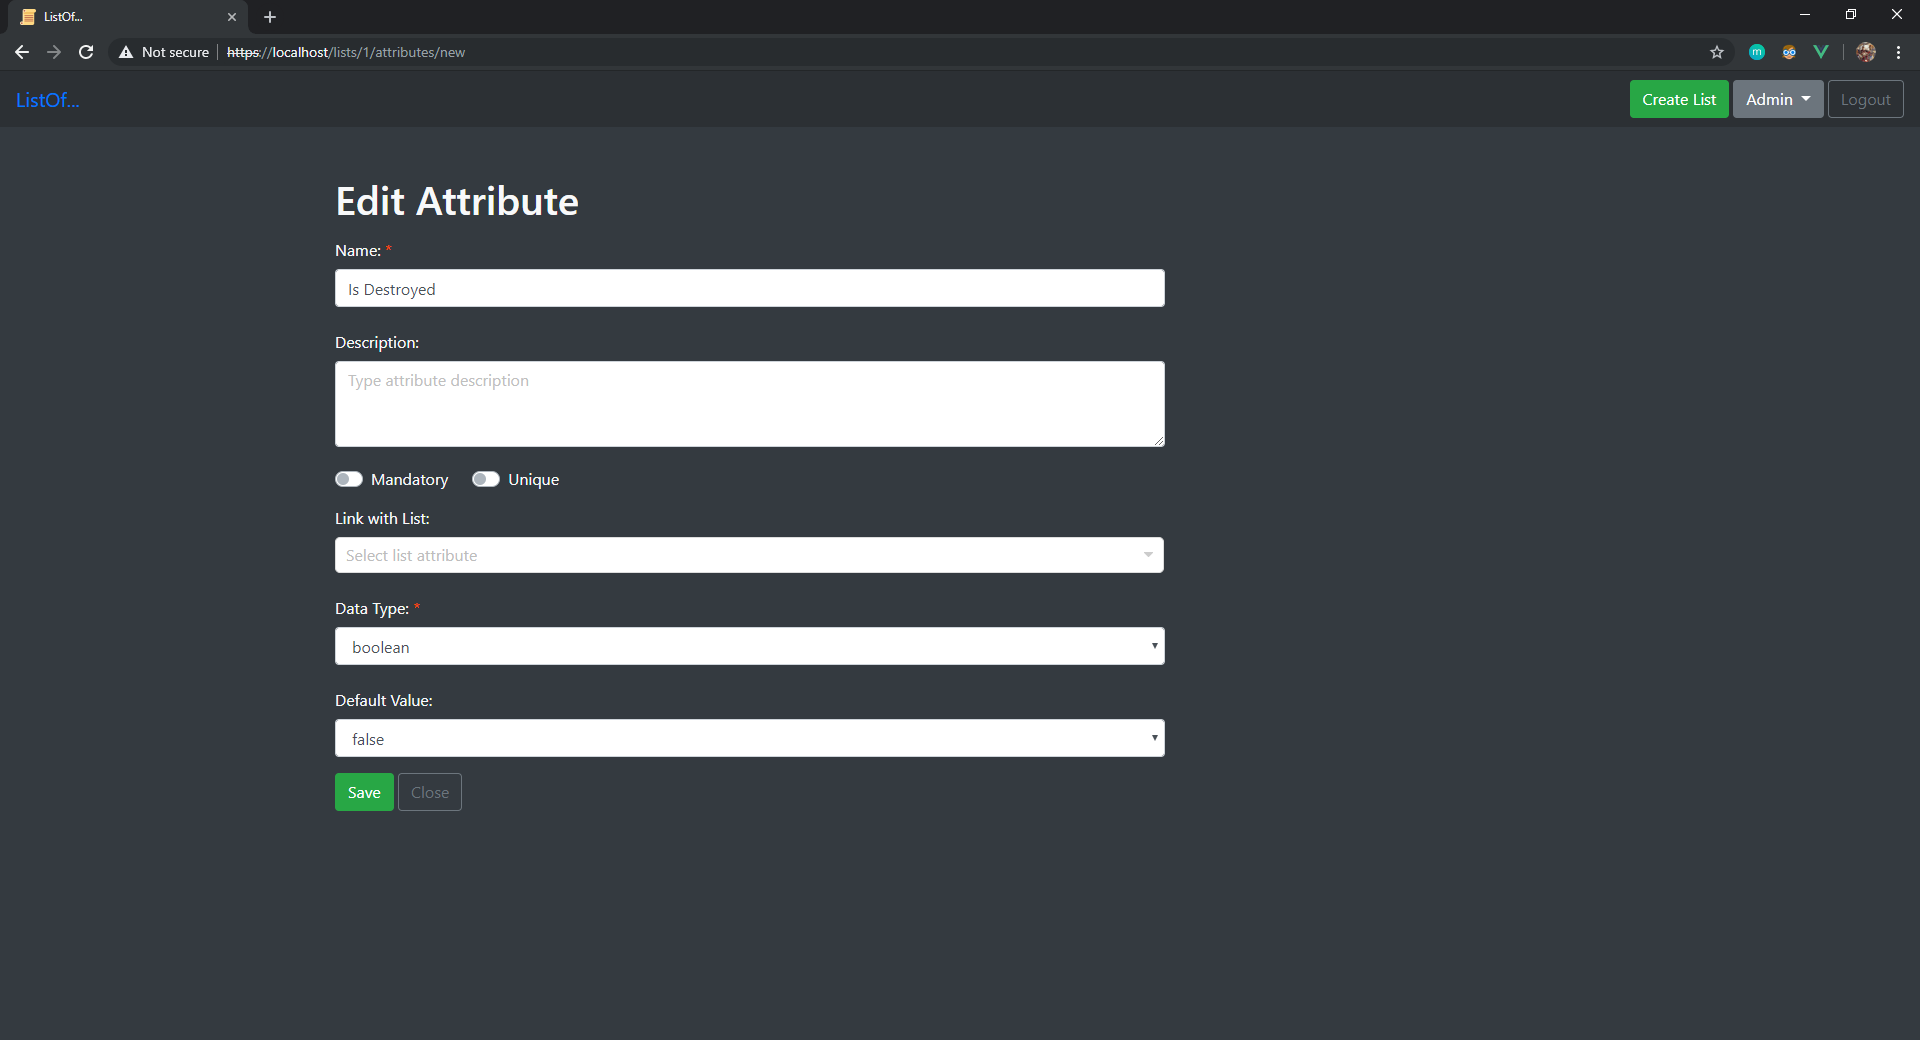 ListOf...
Not secure https://localhost/lists/1/attributes/new
m
ListOf... Create List Admin Logout
Edit Attribute
Name: *
Is Destroyed
Description:
Type attribute description
Mandatory Unique
Link with List:
Select list attribute
Data Type: *
boolean
Default Value:
false
Save Close